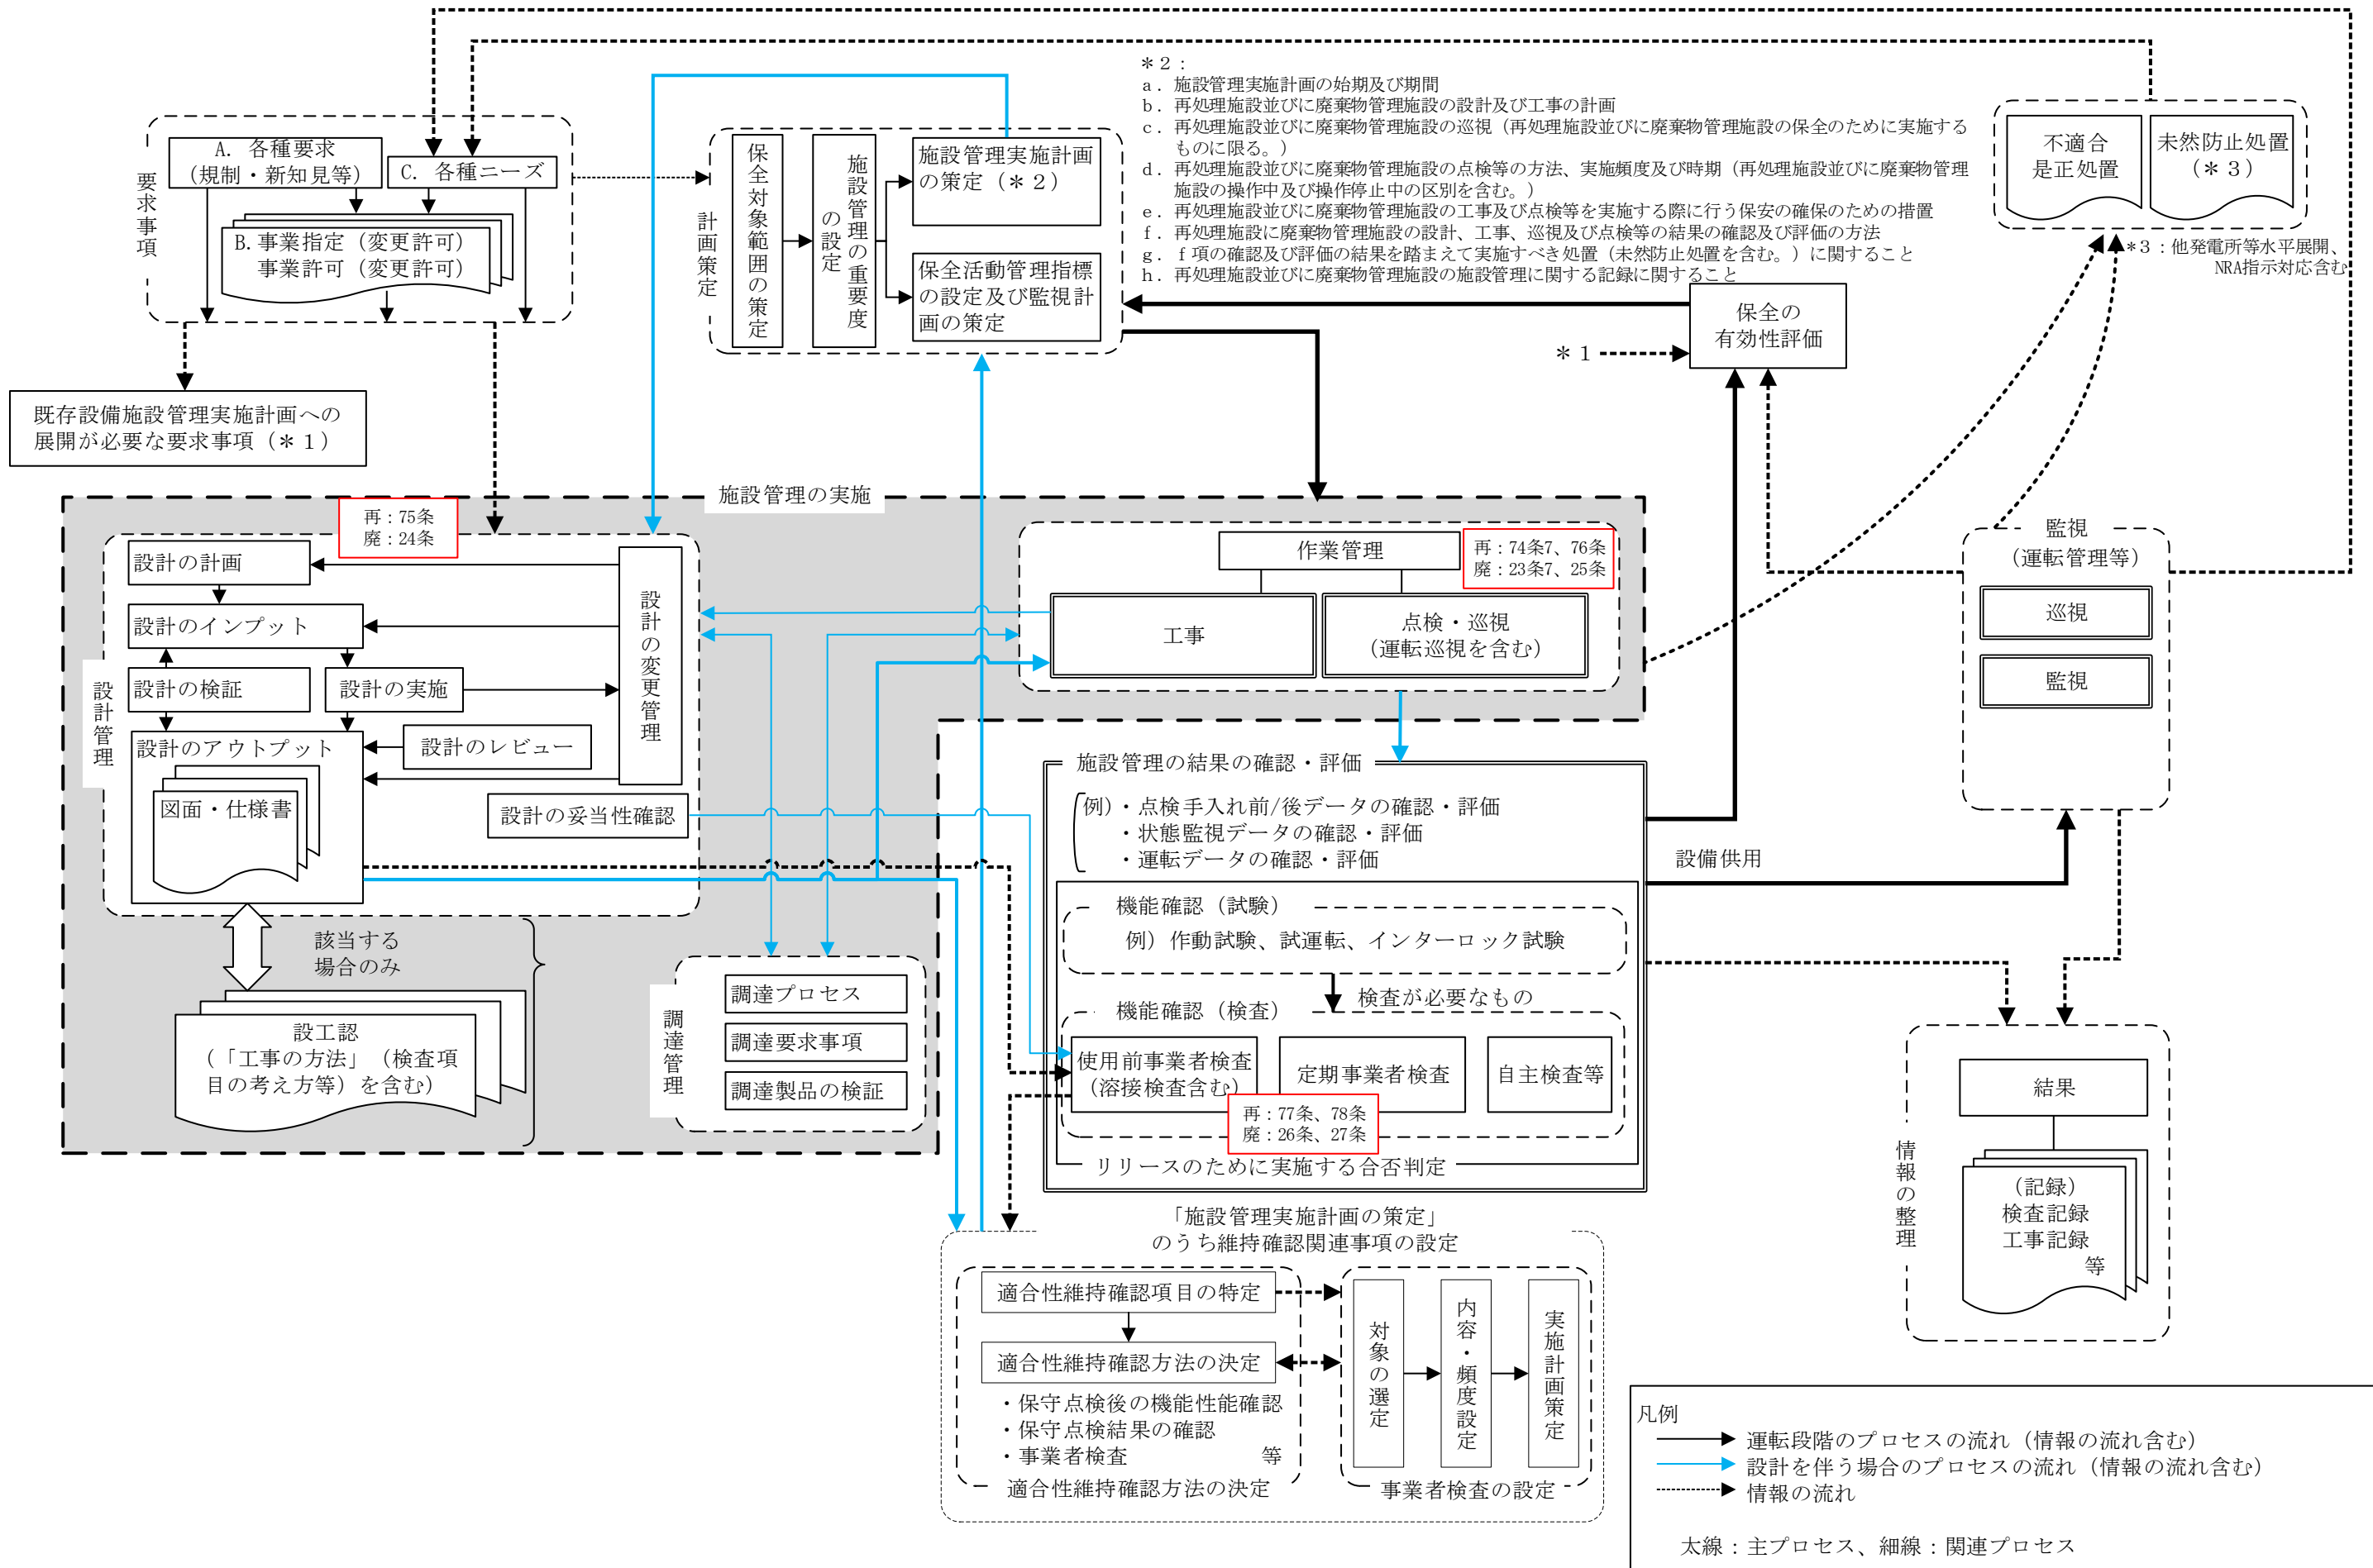 要求事項
A. 各種要求
（規制・新知見等）
C. 各種ニーズ
B. 事業指定（変更許可）
事業許可（変更許可）
既存設備施設管理実施計画への
展開が必要な要求事項（＊１）
計画策定
保全対象範囲の策定
施設管理の重要度
の設定
施設管理実施計画
の策定（＊２）
保全活動管理指標
の設定及び監視計
画の策定
＊２：
a. 施設管理実施計画の始期及び期間
b. 再処理施設並びに廃棄物管理施設の設計及び工事の計画
c. 再処理施設並びに廃棄物管理施設の巡視（再処理施設並びに廃棄物管理施設の保全のために実施する
ものに限る。）
d. 再処理施設並びに廃棄物管理施設の点検等の方法、実施頻度及び時期（再処理施設並びに廃棄物管理
施設の操作中及び操作停止中の区別を含む。）
e. 再処理施設並びに廃棄物管理施設の工事及び点検等を実施する際に行う保安の確保のための措置
f. 再処理施設に廃棄物管理施設の設計、工事、巡視及び点検等の結果の確認及び評価の方法
g. f項の確認及び評価の結果を踏まえて実施すべき処置（未然防止処置を含む。）に関すること
h. 再処理施設並びに廃棄物管理施設の施設管理に関する記録に関すること
不適合
是正処置
未然防止処置
（＊３）
＊３：他発電所等水平展開、
NRA指示対応含む
保全の
有効性評価
＊１
施設管理の実施
再：75条
廃：24条
設計管理
設計の計画
設計のインプット
設計の検証
設計の実施
設計のアウトプット
設計のレビュー
図面・仕様書
設計の変更管理
設計の妥当性確認
該当する
場合のみ
設工認
（「工事の方法」（検査項
目の考え方等）を含む）
調達管理
調達プロセス
調達要求事項
調達製品の検証
作業管理
再：74条7、76条
廃：23条7、25条
工事
点検・巡視
（運転巡視を含む）
監視
（運転管理等）
巡視
監視
施設管理の結果の確認・評価
例）・点検手入れ前/後データの確認・評価
・状態監視データの確認・評価
・運転データの確認・評価
設備供用
機能確認（試験）
例）作動試験、試運転、インターロック試験
検査が必要なもの
機能確認（検査）
使用前事業者検査
（溶接検査含む）
定期事業者検査
自主検査等
再：77条、78条
廃：26条、27条
リリースのために実施する合否判定
情報の整理
結果
（記録）
検査記録
工事記録
等
「施設管理実施計画の策定」
のうち維持確認関連事項の設定
適合性維持確認項目の特定
適合性維持確認方法の決定
・保守点検後の機能性能確認
・保守点検結果の確認
・事業者検査　　　等
適合性維持確認方法の決定
対象の選定
内容・頻度設定
実施計画策定
事業者検査の設定
凡例
運転段階のプロセスの流れ（情報の流れ含む）
設計を伴う場合のプロセスの流れ（情報の流れ含む）
情報の流れ
太線：主プロセス、細線：関連プロセス